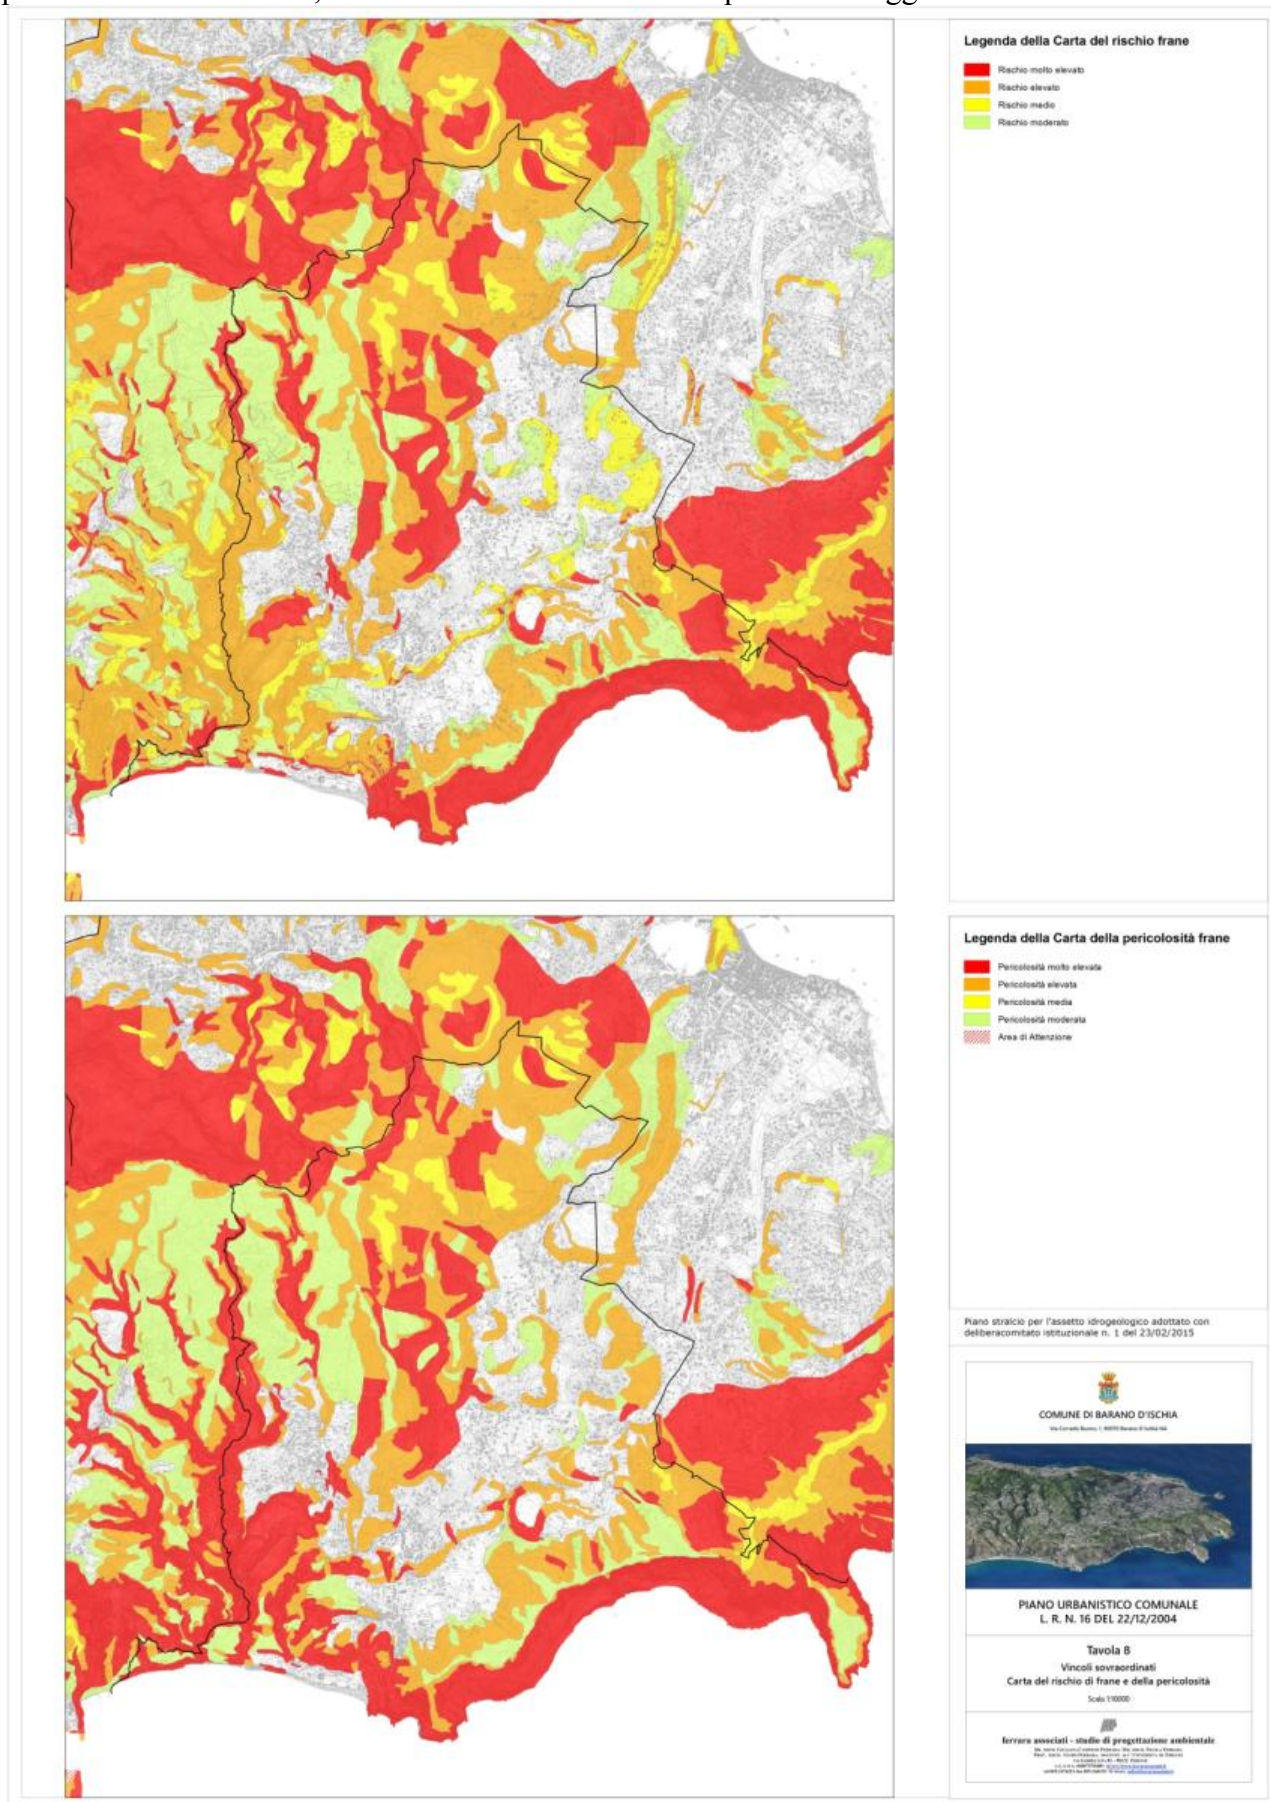 Legenda della Carta del rischio frane
Rischio molto elevato
Rischio elevato
Rischio medio
Rischio moderato
Legenda della Carta della pericolosità frane
Pericolosità molto elevata
Pericolosità elevata
Pericolosità media
Pericolosità moderata
Area di Attenzione
Piano stralcio per l'assetto idrogeologico adottato con
deliberacomitato istituzionale n. 1 del 23/02/2015
COMUNE DI BARANO D'ISCHIA
PIANO URBANISTICO COMUNALE
L. R. N. 16 DEL 22/12/2004
Tavola 8
Vincoli sovraordinati
Carta del rischio di frane e della pericolosità
Scala 1:10000
ferrara associati - studio di progettazione ambientale